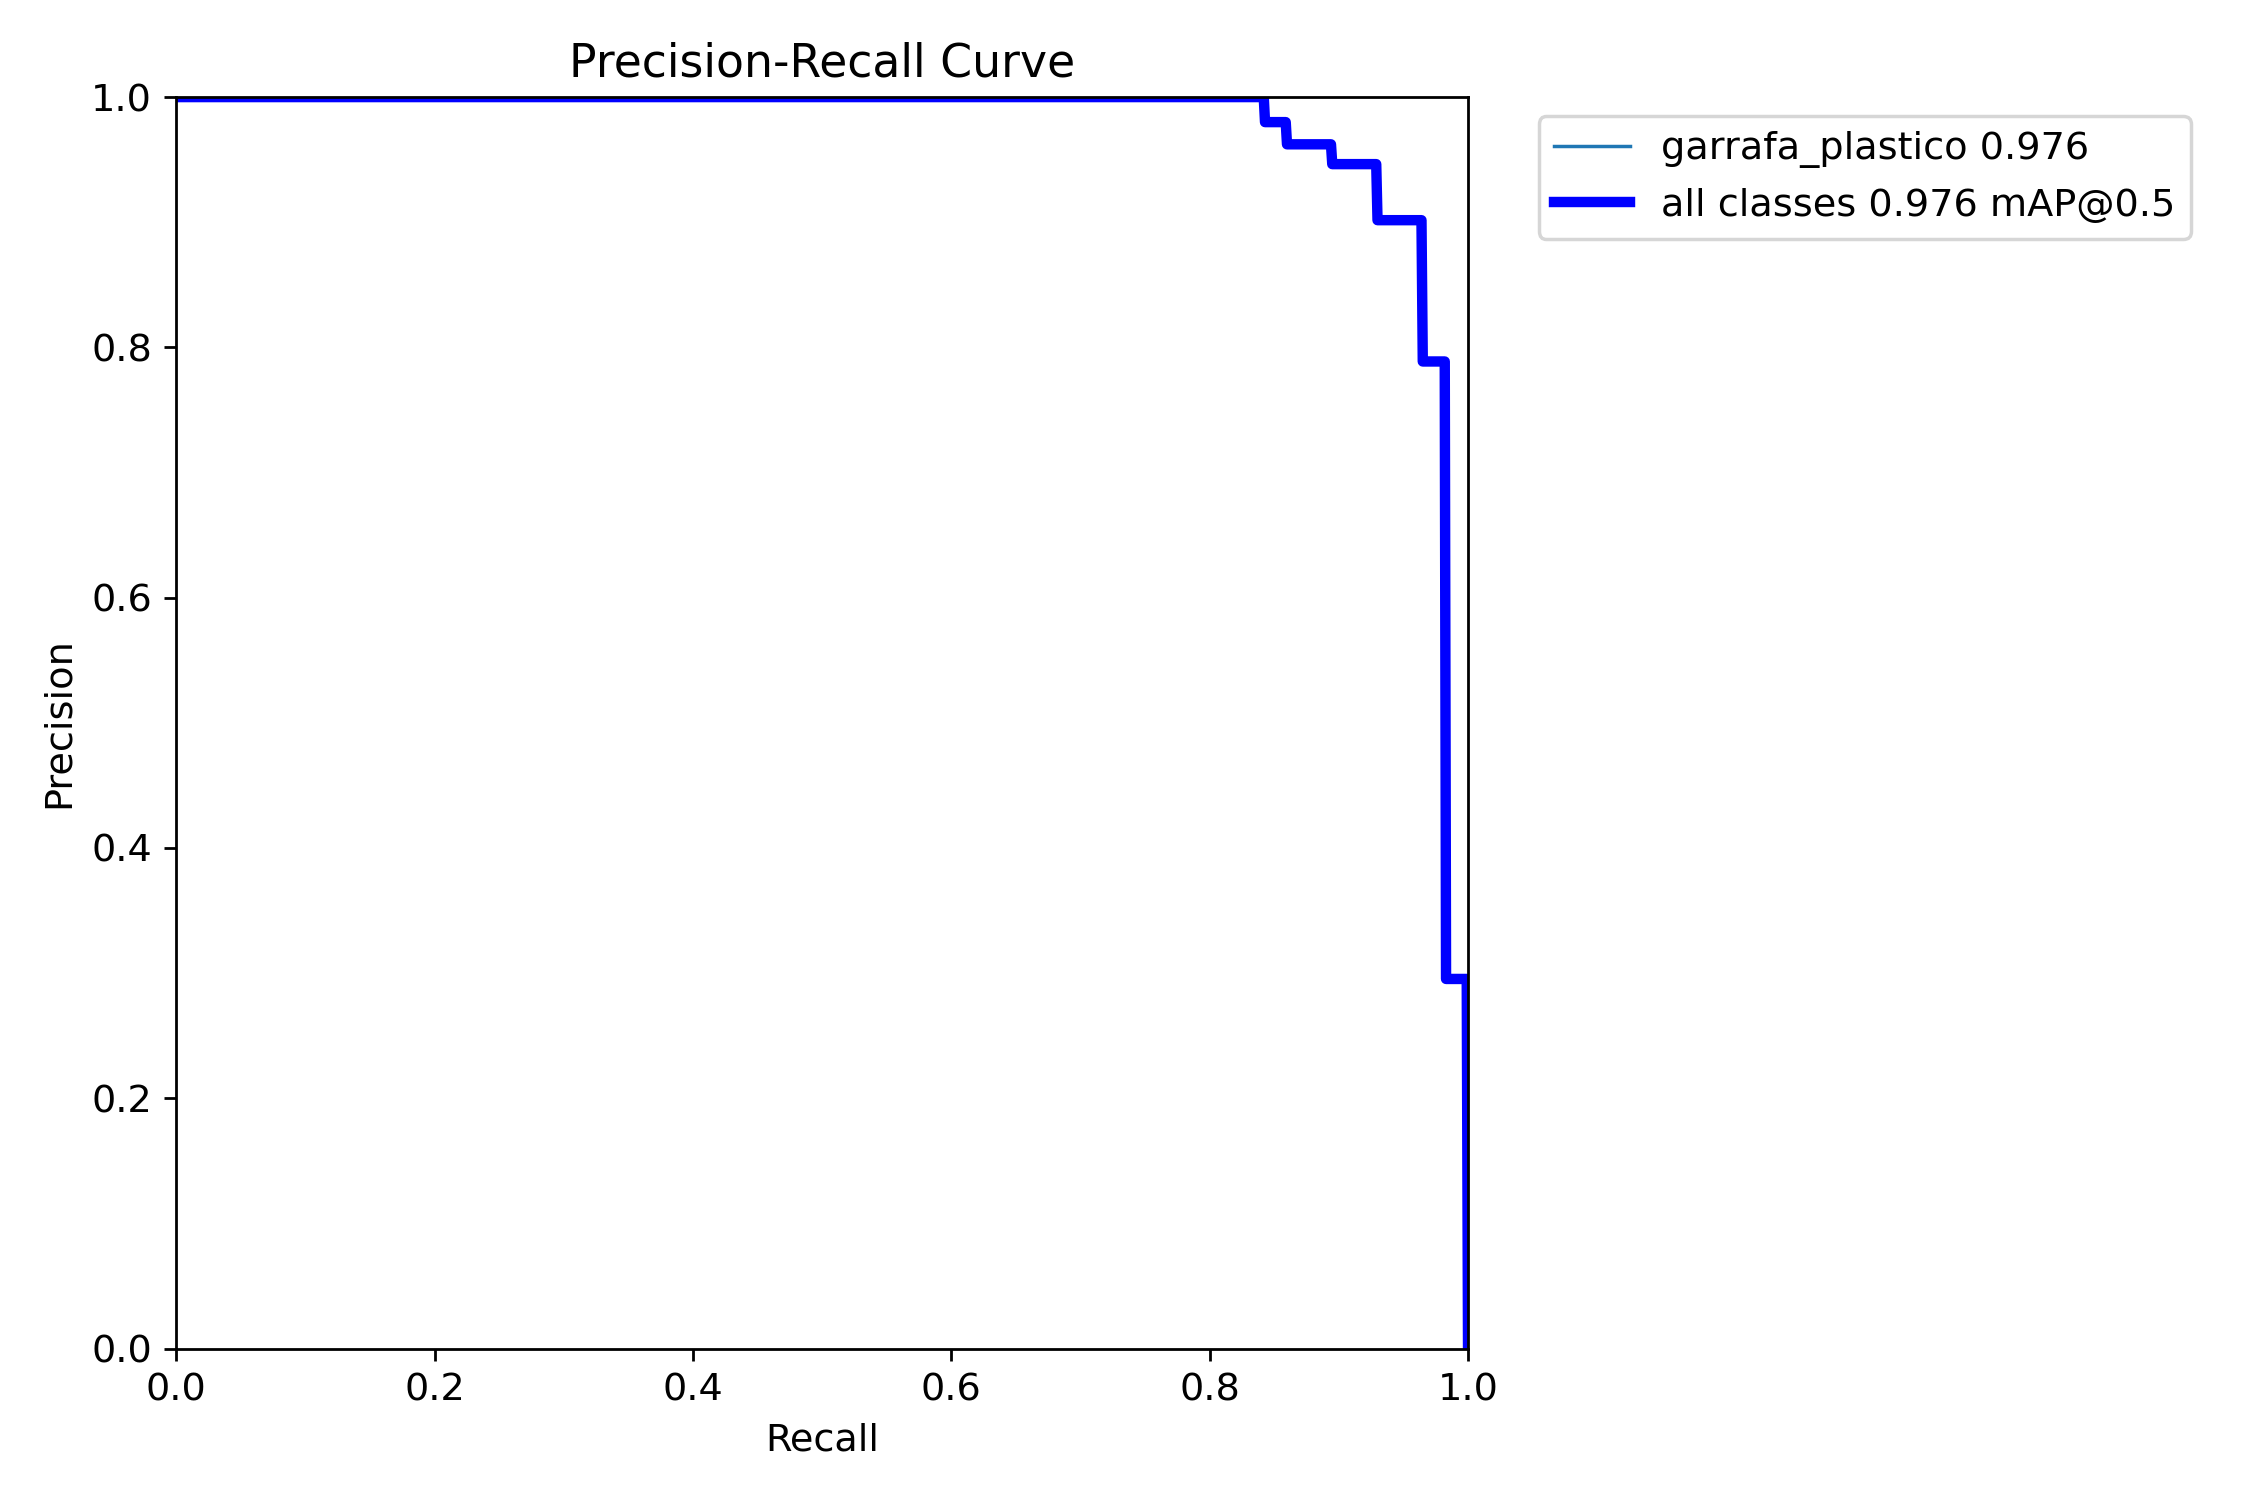 Precision-Recall Curve
1.0
0.8
0.6
0.4
0.2
0.0
Precision
0.0 0.2 0.4 0.6 0.8 1.0
Recall
garrafa_plastico 0.976
all classes 0.976 mAP@0.5